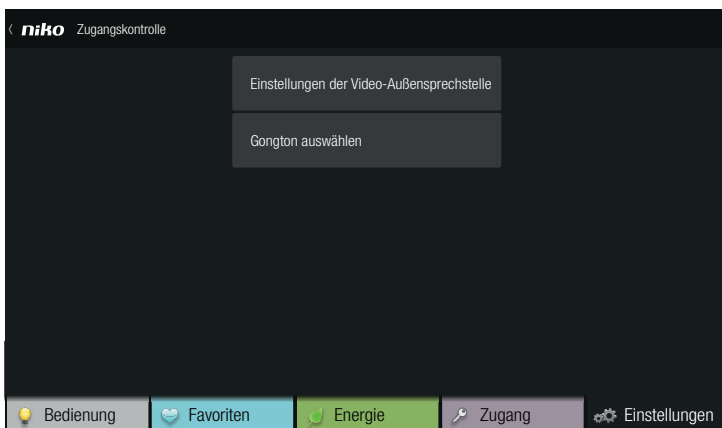 niko Zugangskontrolle
Einstellungen der Video-Außensprechstelle
Gongton auswählen
Bedienung Favoriten Energie Zugang Einstellungen